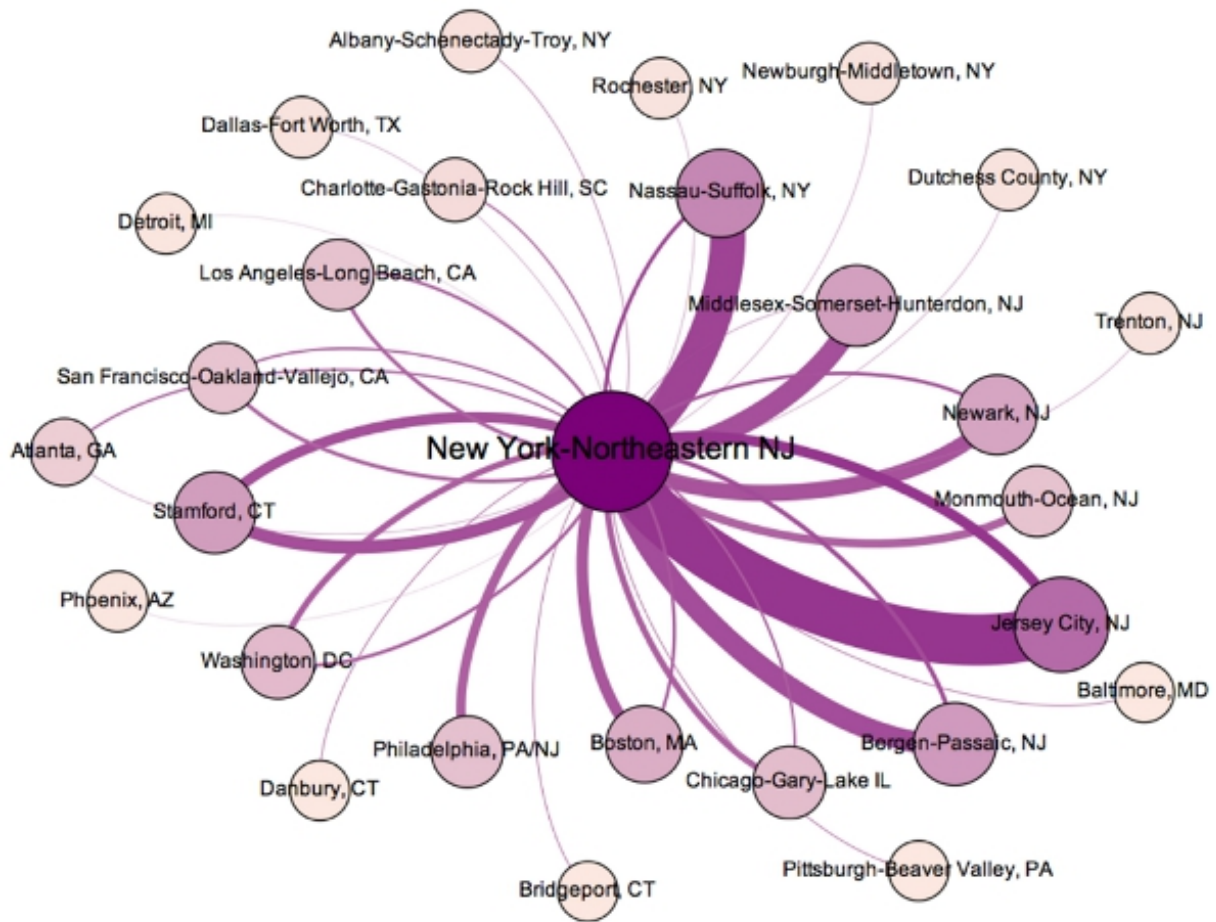 Albany-Schenectady-Troy, NY
Rochester, NY
Newburgh-Middletown, NY
Dallas-Fort Worth, TX
Charlotte-Gastonia-Rock Hill, SC
Nassau-Suffolk, NY
Dutchess County, NY
Detroit, MI
Los Angeles-Long Beach, CA
Middlesex-Somerset-Hunterdon, NJ
Trenton, NJ
San Francisco-Oakland-Vallejo, CA
Newark, NJ
Atlanta, GA
New York-Northeastern NJ
Monmouth-Ocean, NJ
Stamford, CT
Phoenix, AZ
Jersey City, NJ
Washington, DC
Baltimore, MD
Philadelphia, PA/NJ
Boston, MA
Bergen-Passaic, NJ
Danbury, CT
Chicago-Gary-Lake IL
Pittsburgh-Beaver Valley, PA
Bridgeport, CT